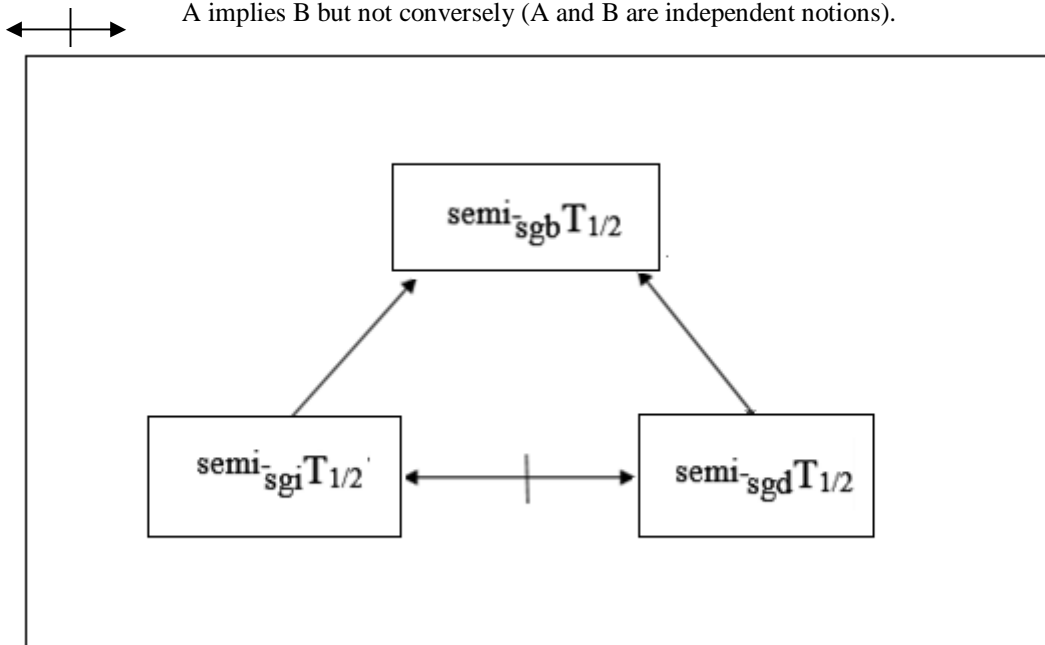 A implies B but not conversely (A and B are independent notions).
semi-sgbT1/2
semi-sgiT1/2
semi-sgdT1/2